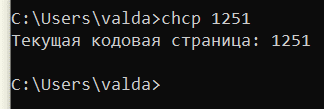 C:\Users\valda>chcp 1251
Текущая кодовая страница: 1251
C:\Users\valda>